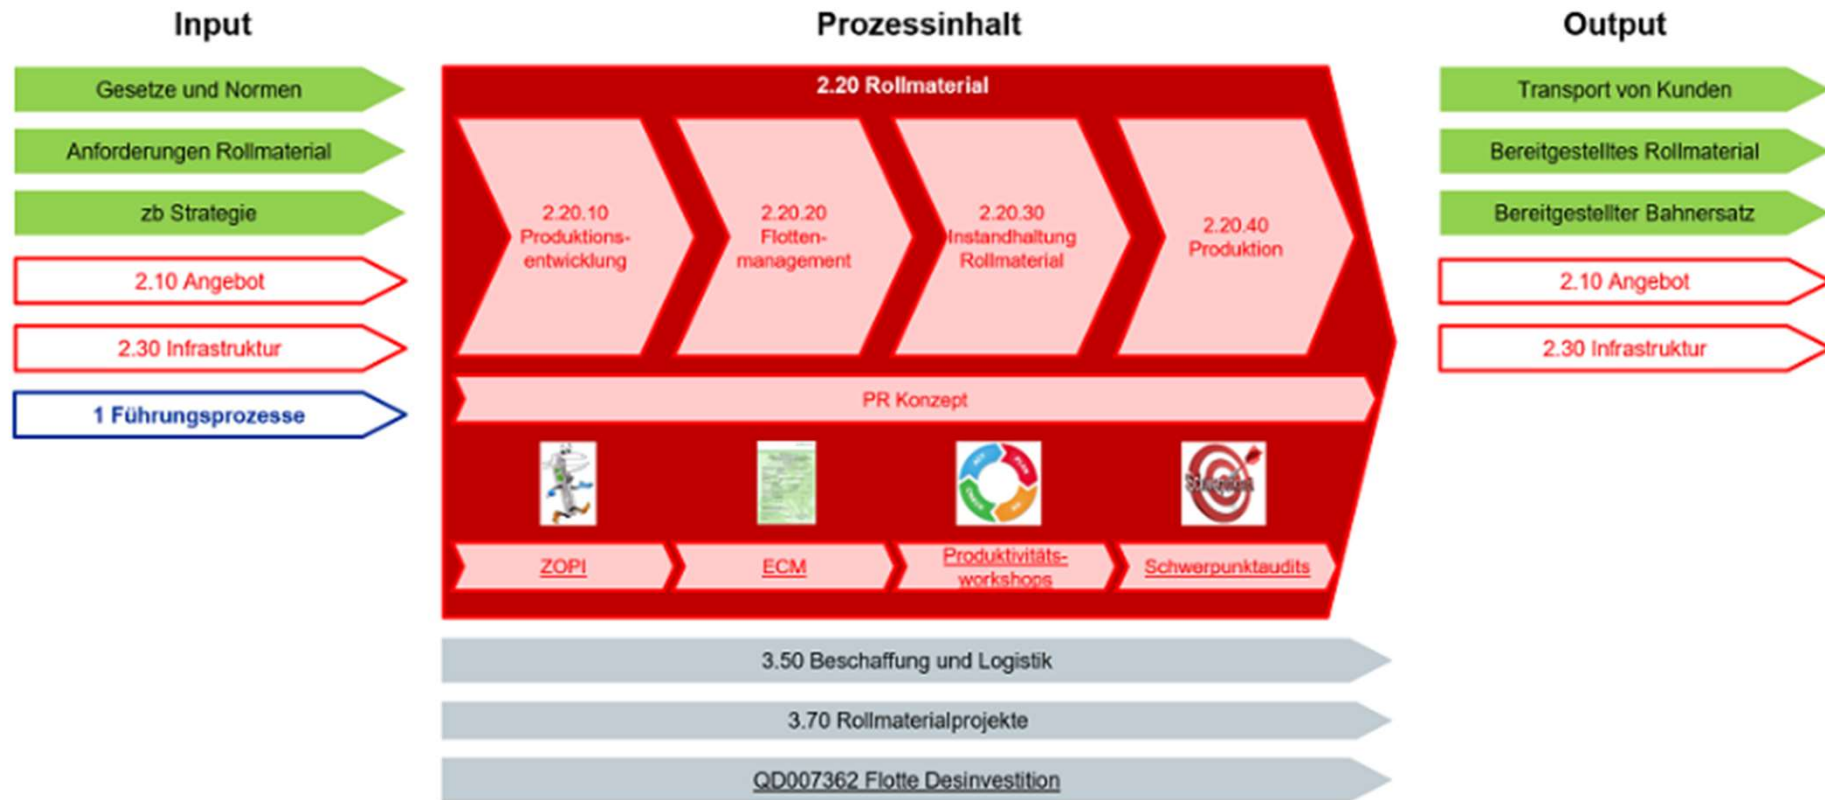 Input
Prozessinhalt
Output
Gesetze und Normen
Anforderungen Rollmaterial
zb Strategie
2.10 Angebot
2.30 Infrastruktur
1 Führungsprozesse
2.20 Rollmaterial
2.20.10
Produktions-
entwicklung
2.20.20
Flotten-
management
2.20.30
Instandhaltung
Rollmaterial
2.20.40
Produktion
PR Konzept
ZOPI
ECM
Produktivitäts-
workshops
Schwerpunktaudits
3.50 Beschaffung und Logistik
3.70 Rollmaterialprojekte
QD007362 Flotte Desinvestition
Transport von Kunden
Bereitgestelltes Rollmaterial
Bereitgestellter Bahnersatz
2.10 Angebot
2.30 Infrastruktur